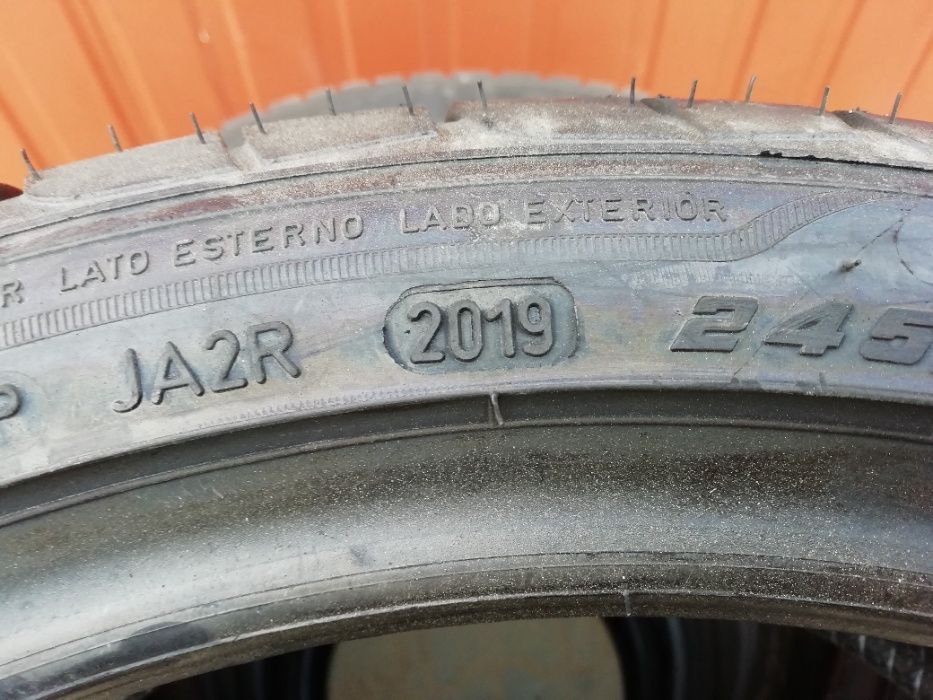 R LATO ESTERNO LADO EXTERIOR
P JA2R 2019 245